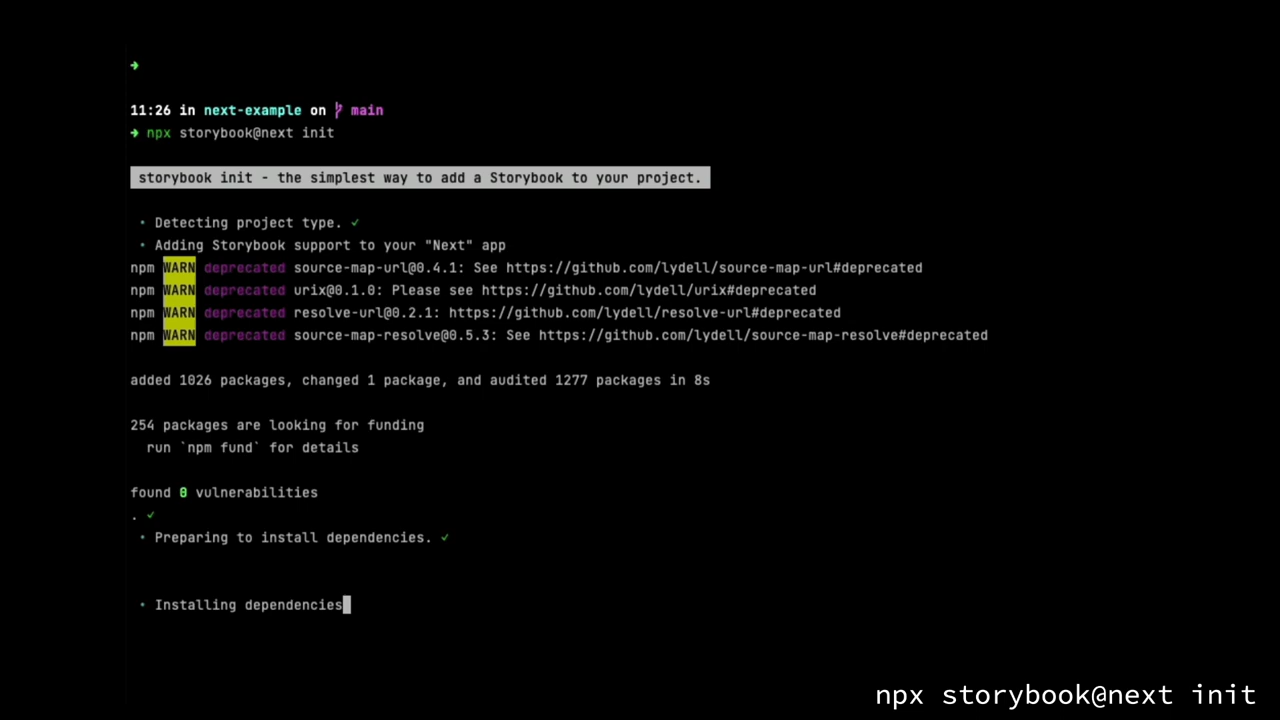 ➜
11:26 in next-example on main
➜ npx storybook@next init
storybook init - the simplest way to add a Storybook to your project.
• Detecting project type. ✓
• Adding Storybook support to your "Next" app
npm WARN deprecated source-map-url@0.4.1: See https://github.com/lydell/source-map-url#deprecated
npm WARN deprecated urix@0.1.0: Please see https://github.com/lydell/urix#deprecated
npm WARN deprecated resolve-url@0.2.1: https://github.com/lydell/resolve-url#deprecated
npm WARN deprecated source-map-resolve@0.5.3: See https://github.com/lydell/source-map-resolve#deprecated
added 1026 packages, changed 1 package, and audited 1277 packages in 8s
254 packages are looking for funding
run `npm fund` for details
found 0 vulnerabilities
. ✓
• Preparing to install dependencies. ✓
• Installing dependencies
npx storybook@next init